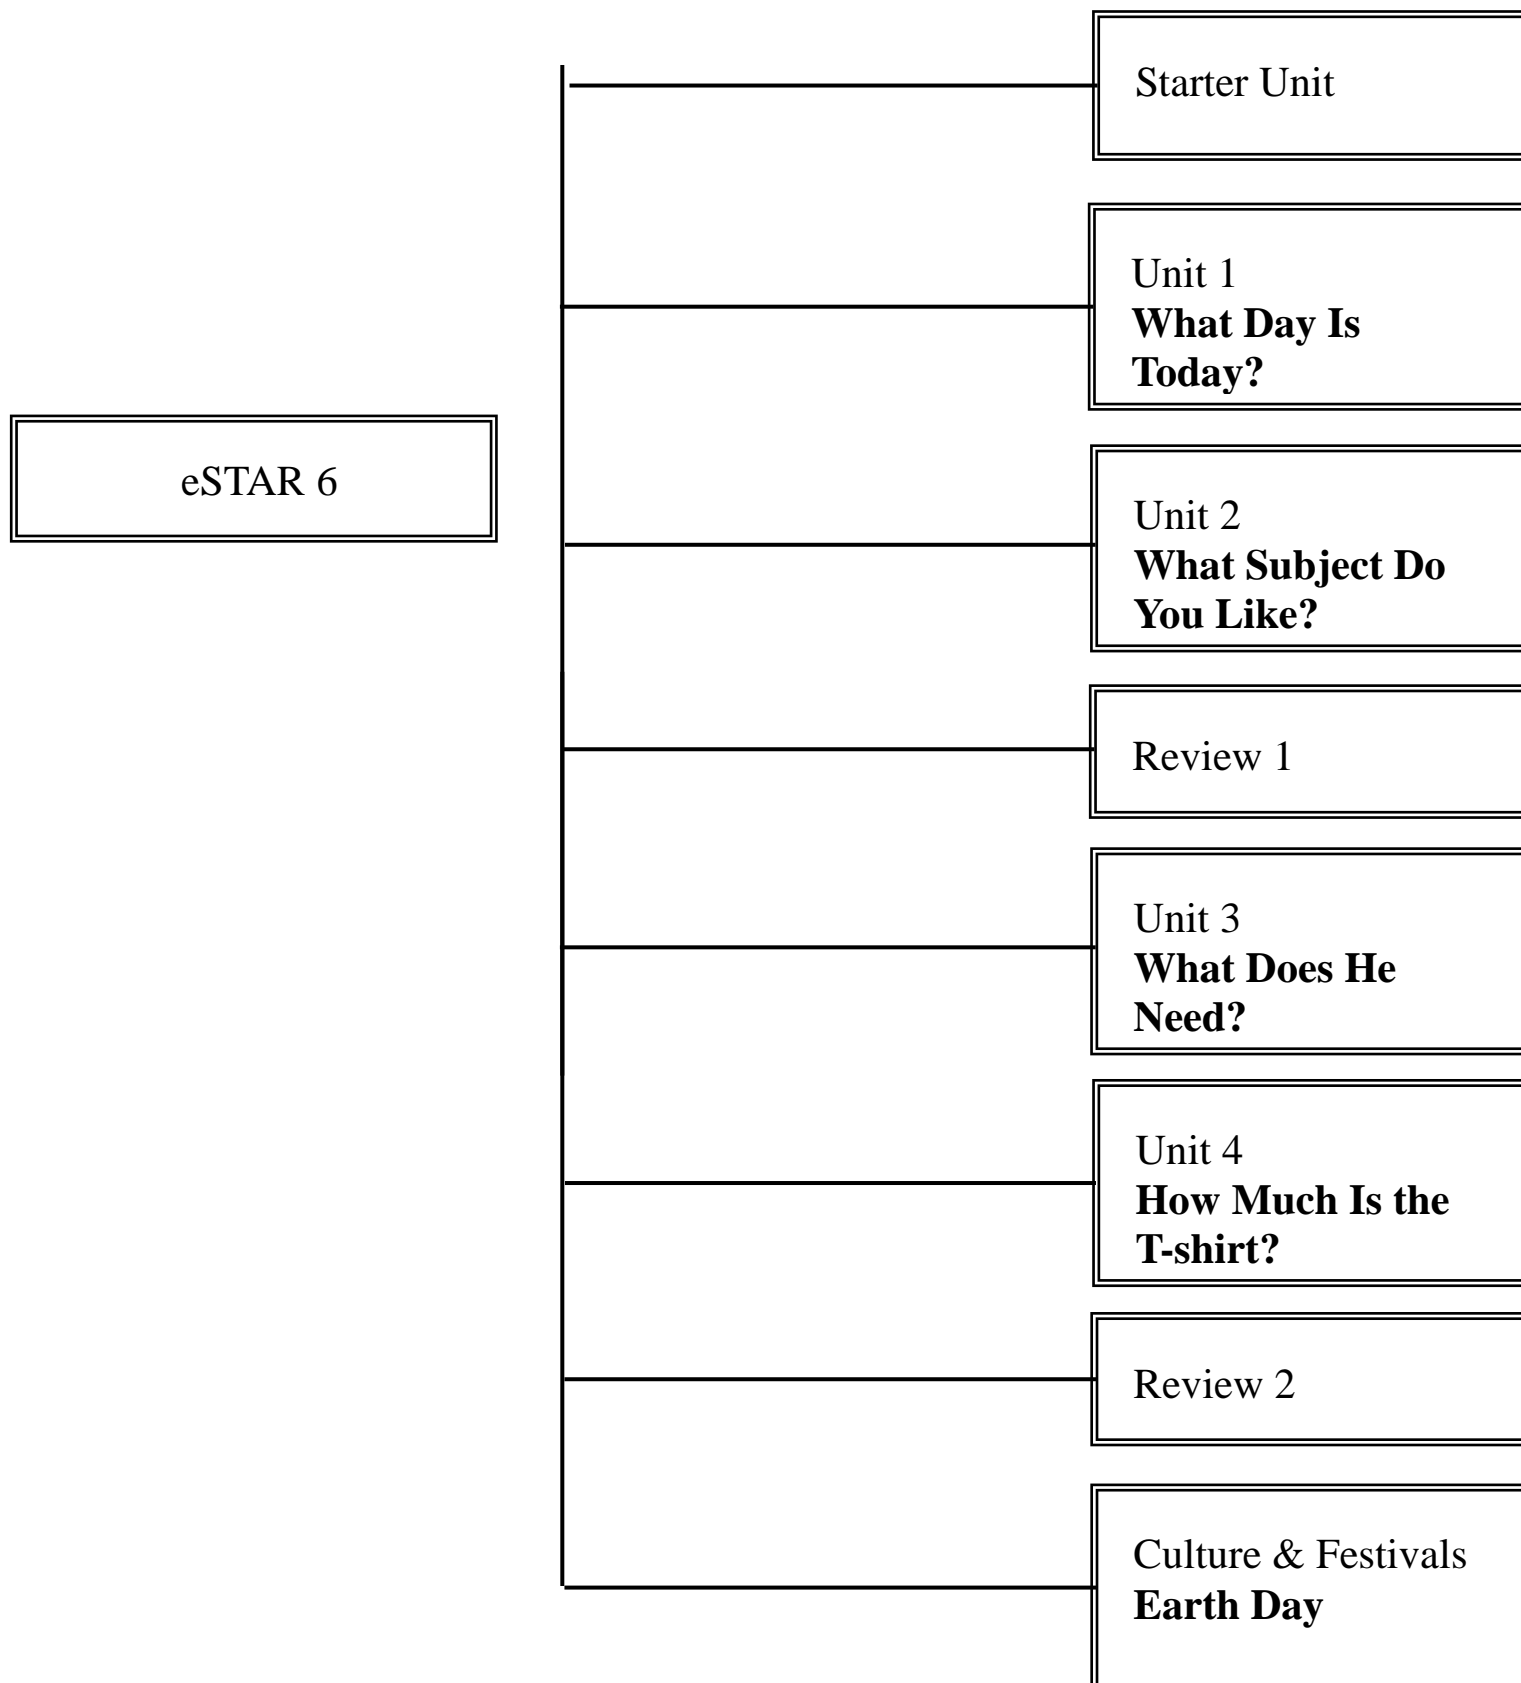 eSTAR 6
Starter Unit
Unit 1
What Day Is
Today?
Unit 2
What Subject Do
You Like?
Review 1
Unit 3
What Does He
Need?
Unit 4
How Much Is the
T-shirt?
Review 2
Culture & Festivals
Earth Day